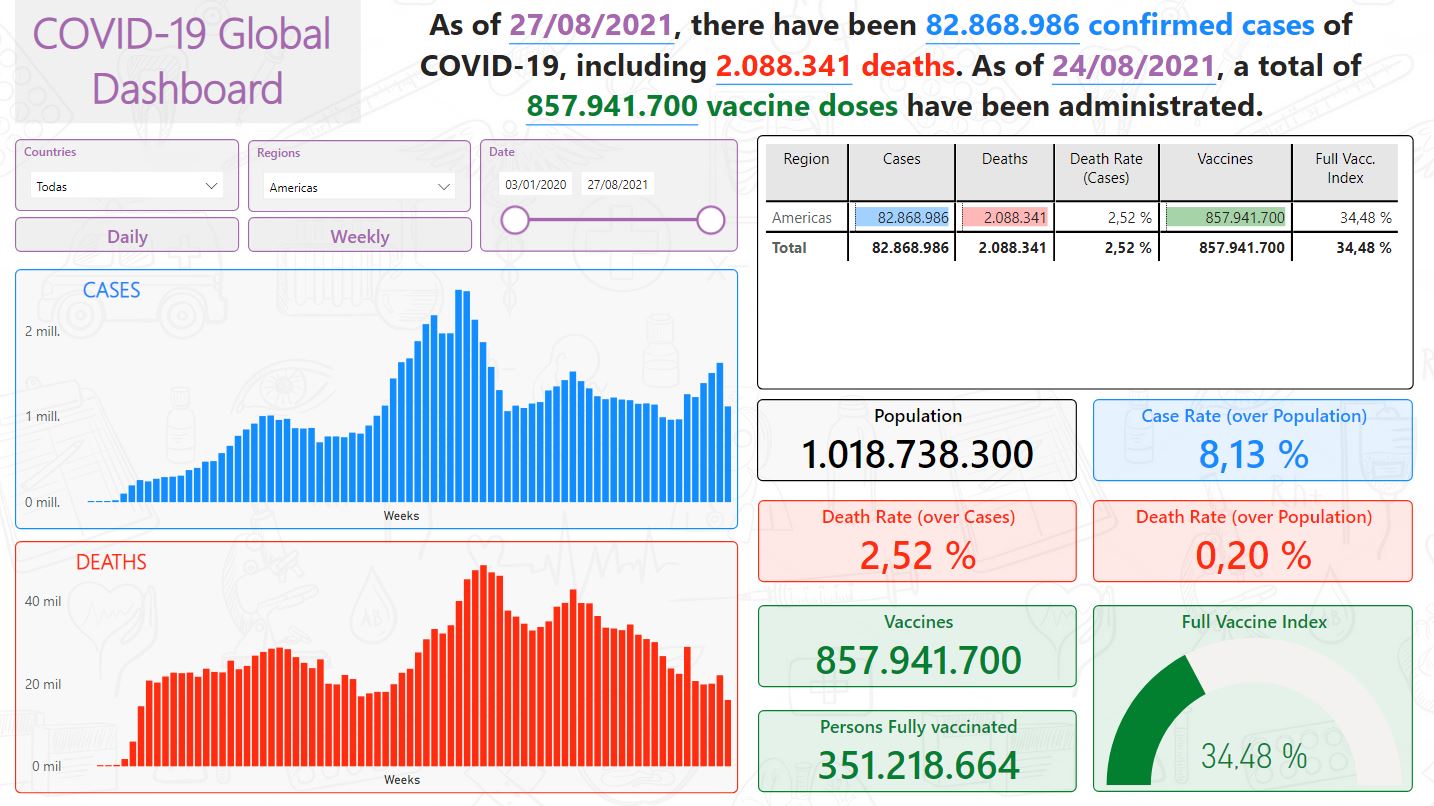 COVID-19 Global
Dashboard
As of 27/08/2021, there have been 82.868.986 confirmed cases of
COVID-19, including 2.088.341 deaths. As of 24/08/2021, a total of
857.941.700 vaccine doses have been administrated.
Countries
Todas
Regions
Americas
Date
03/01/2020 27/08/2021
Daily
Weekly
Region Cases Deaths Death Rate (Cases) Vaccines Full Vacc. Index
Americas 82.868.986 2.088.341 2,52 % 857.941.700 34,48 %
Total 82.868.986 2.088.341 2,52 % 857.941.700 34,48 %
CASES
2 mill.
1 mill.
0 mill.
Weeks
DEATHS
40 mil
20 mil
0 mil
Weeks
Population
1.018.738.300
Case Rate (over Population)
8,13 %
Death Rate (over Cases)
2,52 %
Death Rate (over Population)
0,20 %
Vaccines
857.941.700
Persons Fully vaccinated
351.218.664
Full Vaccine Index
34,48 %